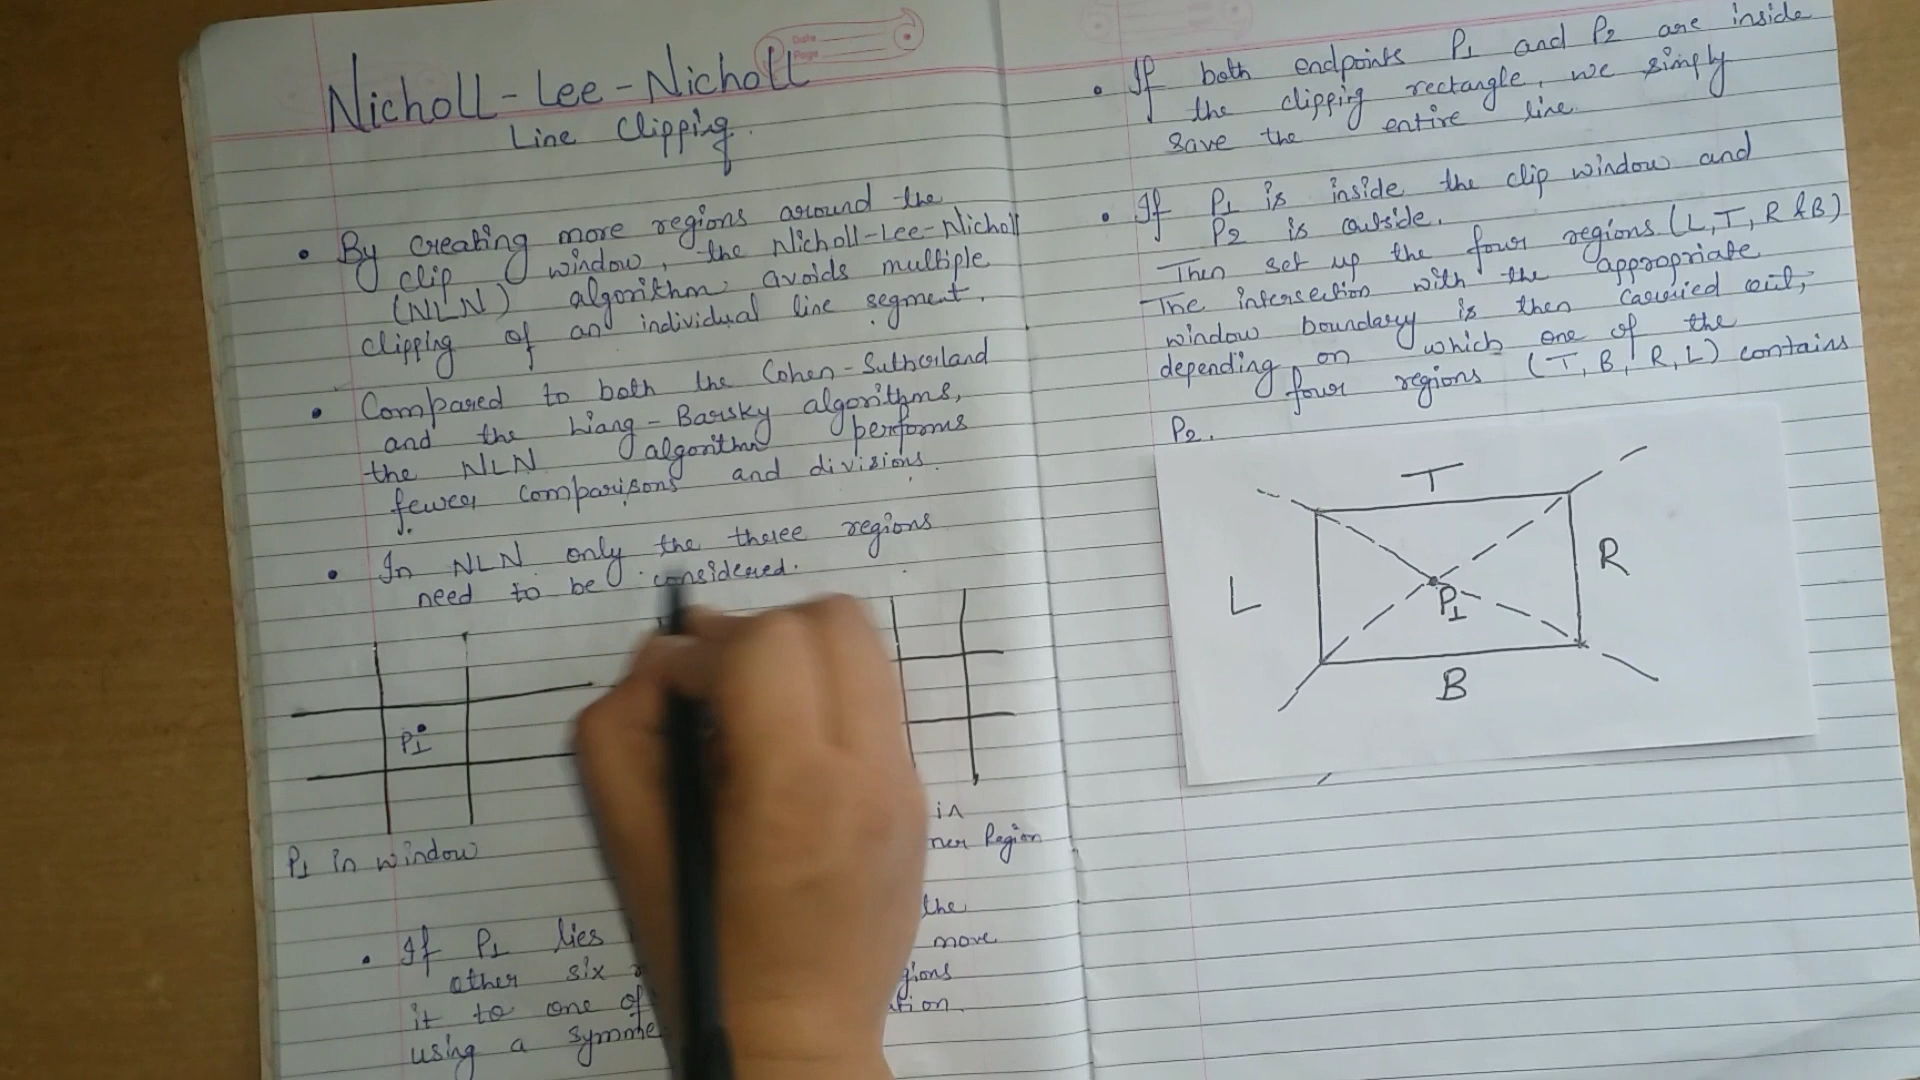 Date
Page
Nicholl-Lee-Nicholl
Line Clipping.
• By creating more regions around the
clip window, the Nicholl-Lee-Nicholl
(NLN) algorithm avoids multiple
clipping of an individual line segment.
• Compared to both the Cohen-Sutherland
and the Liang-Barsky algorithms,
the NLN algorithm performs
fewer comparisons and divisions.
• In NLN only the three regions
need to be considered.
P1
P1 in window
in
ner Region
• If P1 lies the
other six move
it to one of gions
using a symme ation.
• If both endpoints P1 and P2 are inside
the clipping rectangle, we simply
save the entire line.
• If P1 is inside the clip window and
P2 is outside.
Then set up the four regions (L, T, R & B)
The intersection with the appropriate
window boundary is then carried out,
depending on which one of the
four regions (T, B, R, L) contains
P2.
T
L
P1
R
B